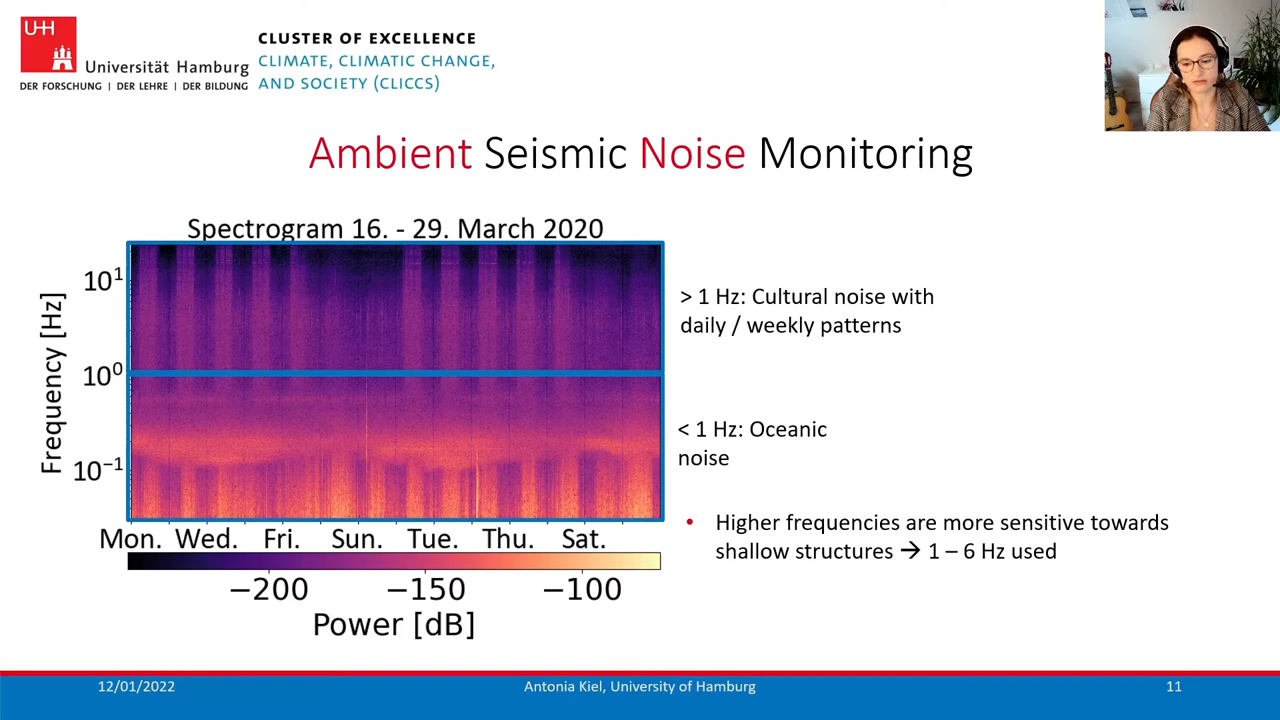 UHH
Universität Hamburg
DER FORSCHUNG | DER LEHRE | DER BILDUNG
CLUSTER OF EXCELLENCE
CLIMATE, CLIMATIC CHANGE,
AND SOCIETY (CLICCS)
Ambient Seismic Noise Monitoring
Spectrogram 16. - 29. March 2020
Frequency [Hz]
10¹
10⁰
10⁻¹
Mon. Wed. Fri. Sun. Tue. Thu. Sat.
−200 −150 −100
Power [dB]
> 1 Hz: Cultural noise with
daily / weekly patterns
< 1 Hz: Oceanic
noise
• Higher frequencies are more sensitive towards
shallow structures → 1 – 6 Hz used
12/01/2022
Antonia Kiel, University of Hamburg
11